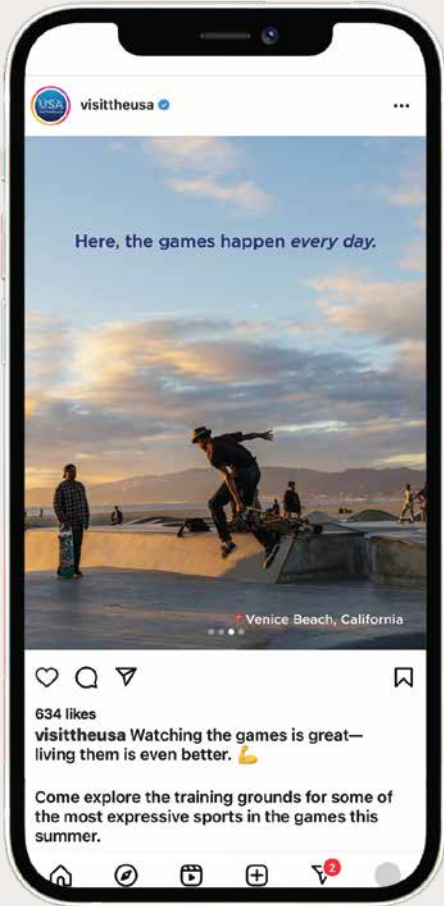 USA
visittheusa
Here, the games happen every day.
Venice Beach, California
634 likes
visittheusa Watching the games is great—
living them is even better. 💪
Come explore the training grounds for some of
the most expressive sports in the games this
summer.
2